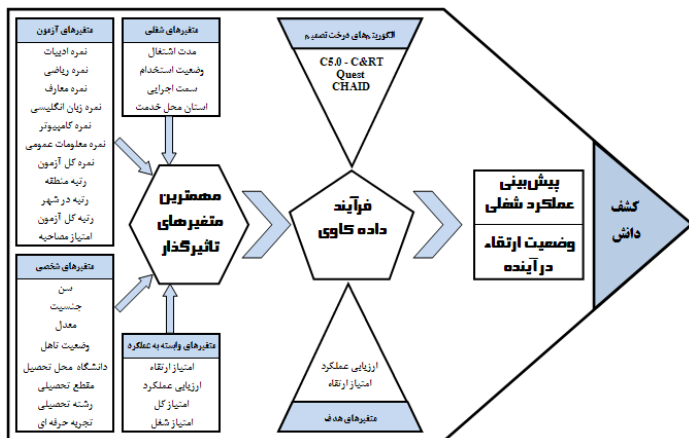 متغیرهای آزمون
نمره ادبیات
نمره ریاضی
نمره معارف
نمره زبان انگلیسی
نمره کامپیوتر
نمره معلومات عمومی
نمره کل آزمون
رتبه منطقه
رتبه در شهر
رتبه کل آزمون
امتیاز مصاحبه
متغیرهای شغلی
مدت اشتغال
وضعیت استخدام
سمت اجرایی
استان محل خدمت
متغیرهای شخصی
سن
جنسیت
معدل
وضعیت تاهل
دانشگاه محل تحصیل
مقطع تحصیلی
رشته تحصیلی
تجربه حرفه ای
متغیرهای وابسته به عملکرد
امتیاز ارتقاء
ارزیابی عملکرد
امتیاز کل
امتیاز شغل
مهمترین
متغیرهای
تاثیرگذار
الگوریتم‌های درخت تصمیم
C5.0 - C&RT
Quest
CHAID
فرآیند
داده کاوی
ارزیابی عملکرد
امتیاز ارتقاء
متغیرهای هدف
پیش‌بینی
عملکرد شغلی
وضعیت ارتقاء
در آینده
کشف
دانش